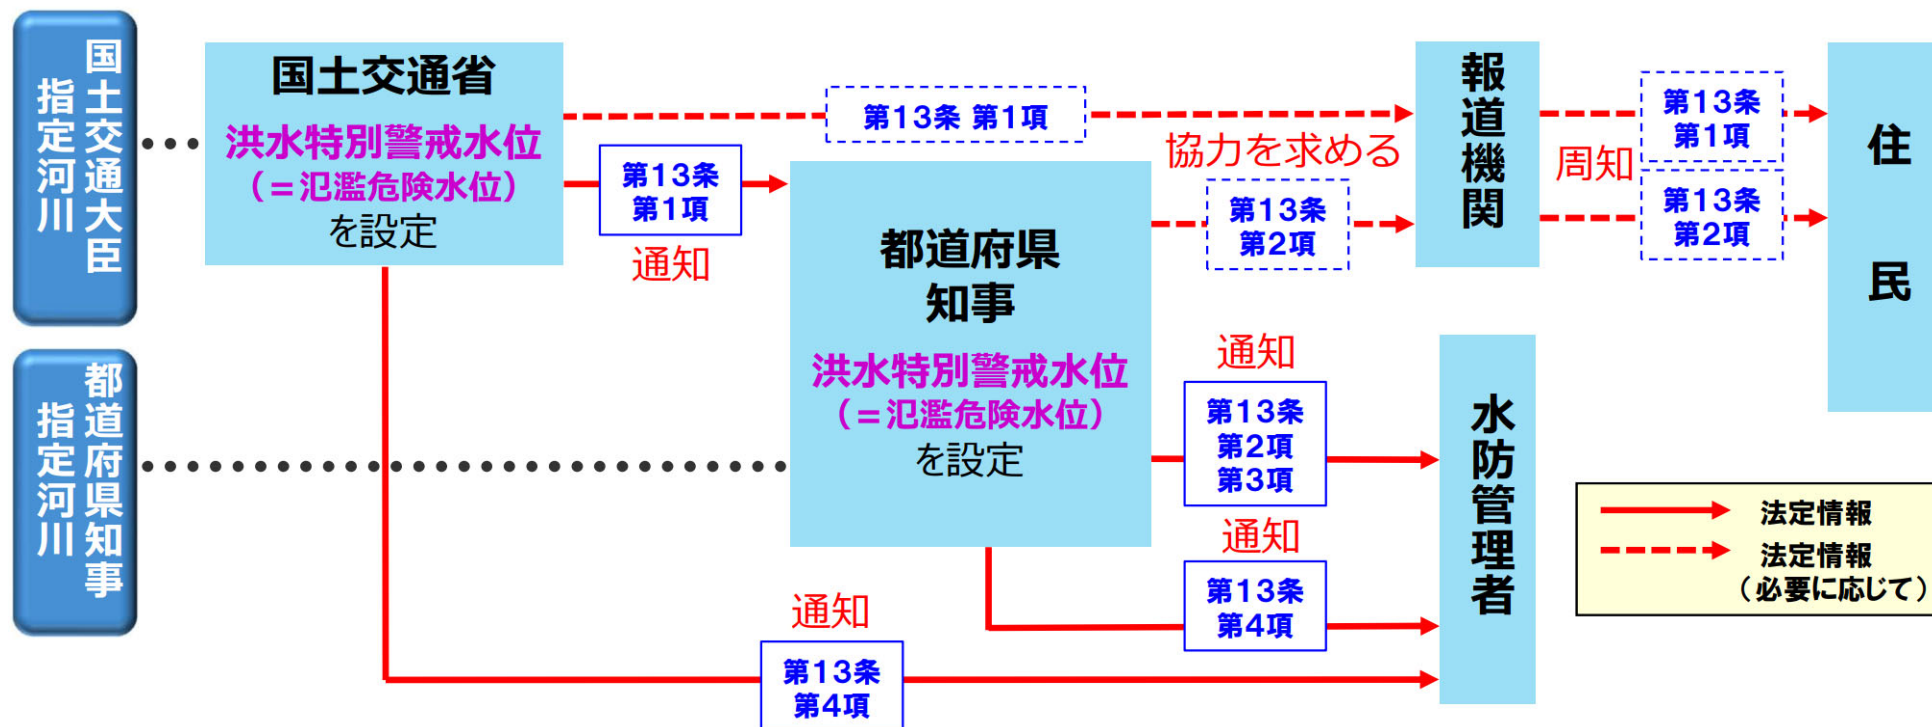 国土交通大臣
指定河川
国土交通省
洪水特別警戒水位
（＝氾濫危険水位）
を設定
第13条 第1項
協力を求める
第13条
第1項
通知
第13条
第2項
報道機関
周知
第13条
第1項
第13条
第2項
住民
都道府県知事
指定河川
都道府県
知事
洪水特別警戒水位
（＝氾濫危険水位）
を設定
通知
第13条
第2項
第3項
通知
第13条
第4項
通知
第13条
第4項
水防管理者
法定情報
法定情報
（必要に応じて）